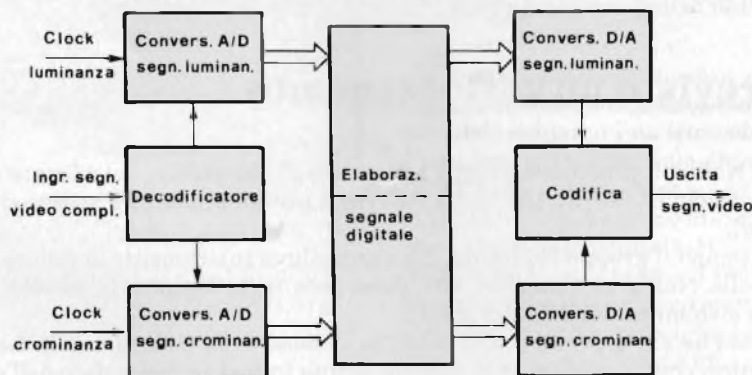 Clock
luminanza
Convers. A/D
segn. luminan.
Convers. D/A
segn. luminan.
Ingr. segn.
video compl.
Decodificatore
Elaboraz.
segnale
digitale
Codifica
Uscita
segn. video
Clock
crominanza
Convers. A/D
segn. crominan.
Convers. D/A
segn. crominan.